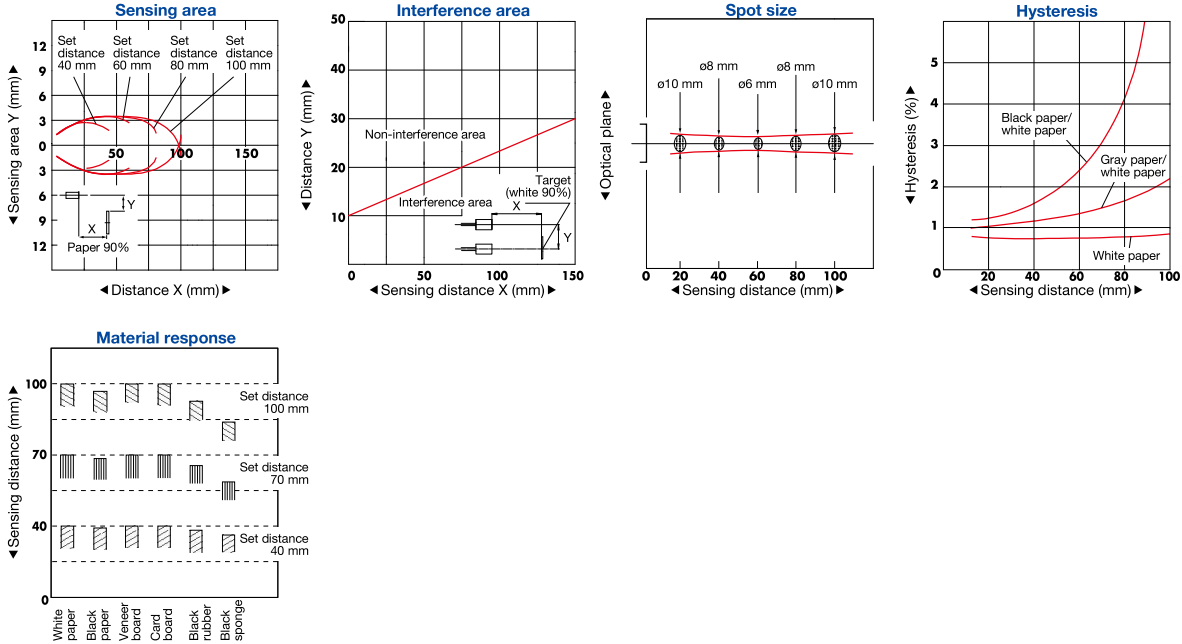 Sensing area
Set
distance
40 mm
Set
distance
60 mm
Set
distance
80 mm
Set
distance
100 mm
12
9
6
3
0
3
6
9
12
50
100
150
X
Y
Paper 90%
◄ Sensing area Y (mm) ►
◄ Distance X (mm) ►
Interference area
50
40
30
20
10
0
50
100
150
Non-interference area
Interference area
Target
(white 90%)
X
Y
◄ Distance Y (mm) ►
◄ Sensing distance X (mm) ►
Spot size
ø10 mm
ø8 mm
ø6 mm
ø8 mm
ø10 mm
0
20
40
60
80
100
◄ Optical plane ►
◄ Sensing distance (mm) ►
Hysteresis
5
4
3
2
1
0
20
40
60
80
100
Black paper/
white paper
Gray paper/
white paper
White paper
◄ Hysteresis (%) ►
◄ Sensing distance (mm) ►
Material response
100
70
40
0
Set distance
100 mm
Set distance
70 mm
Set distance
40 mm
◄ Sensing distance (mm) ►
White
paper
Black
paper
Veneer
board
Card
board
Black
rubber
Black
sponge